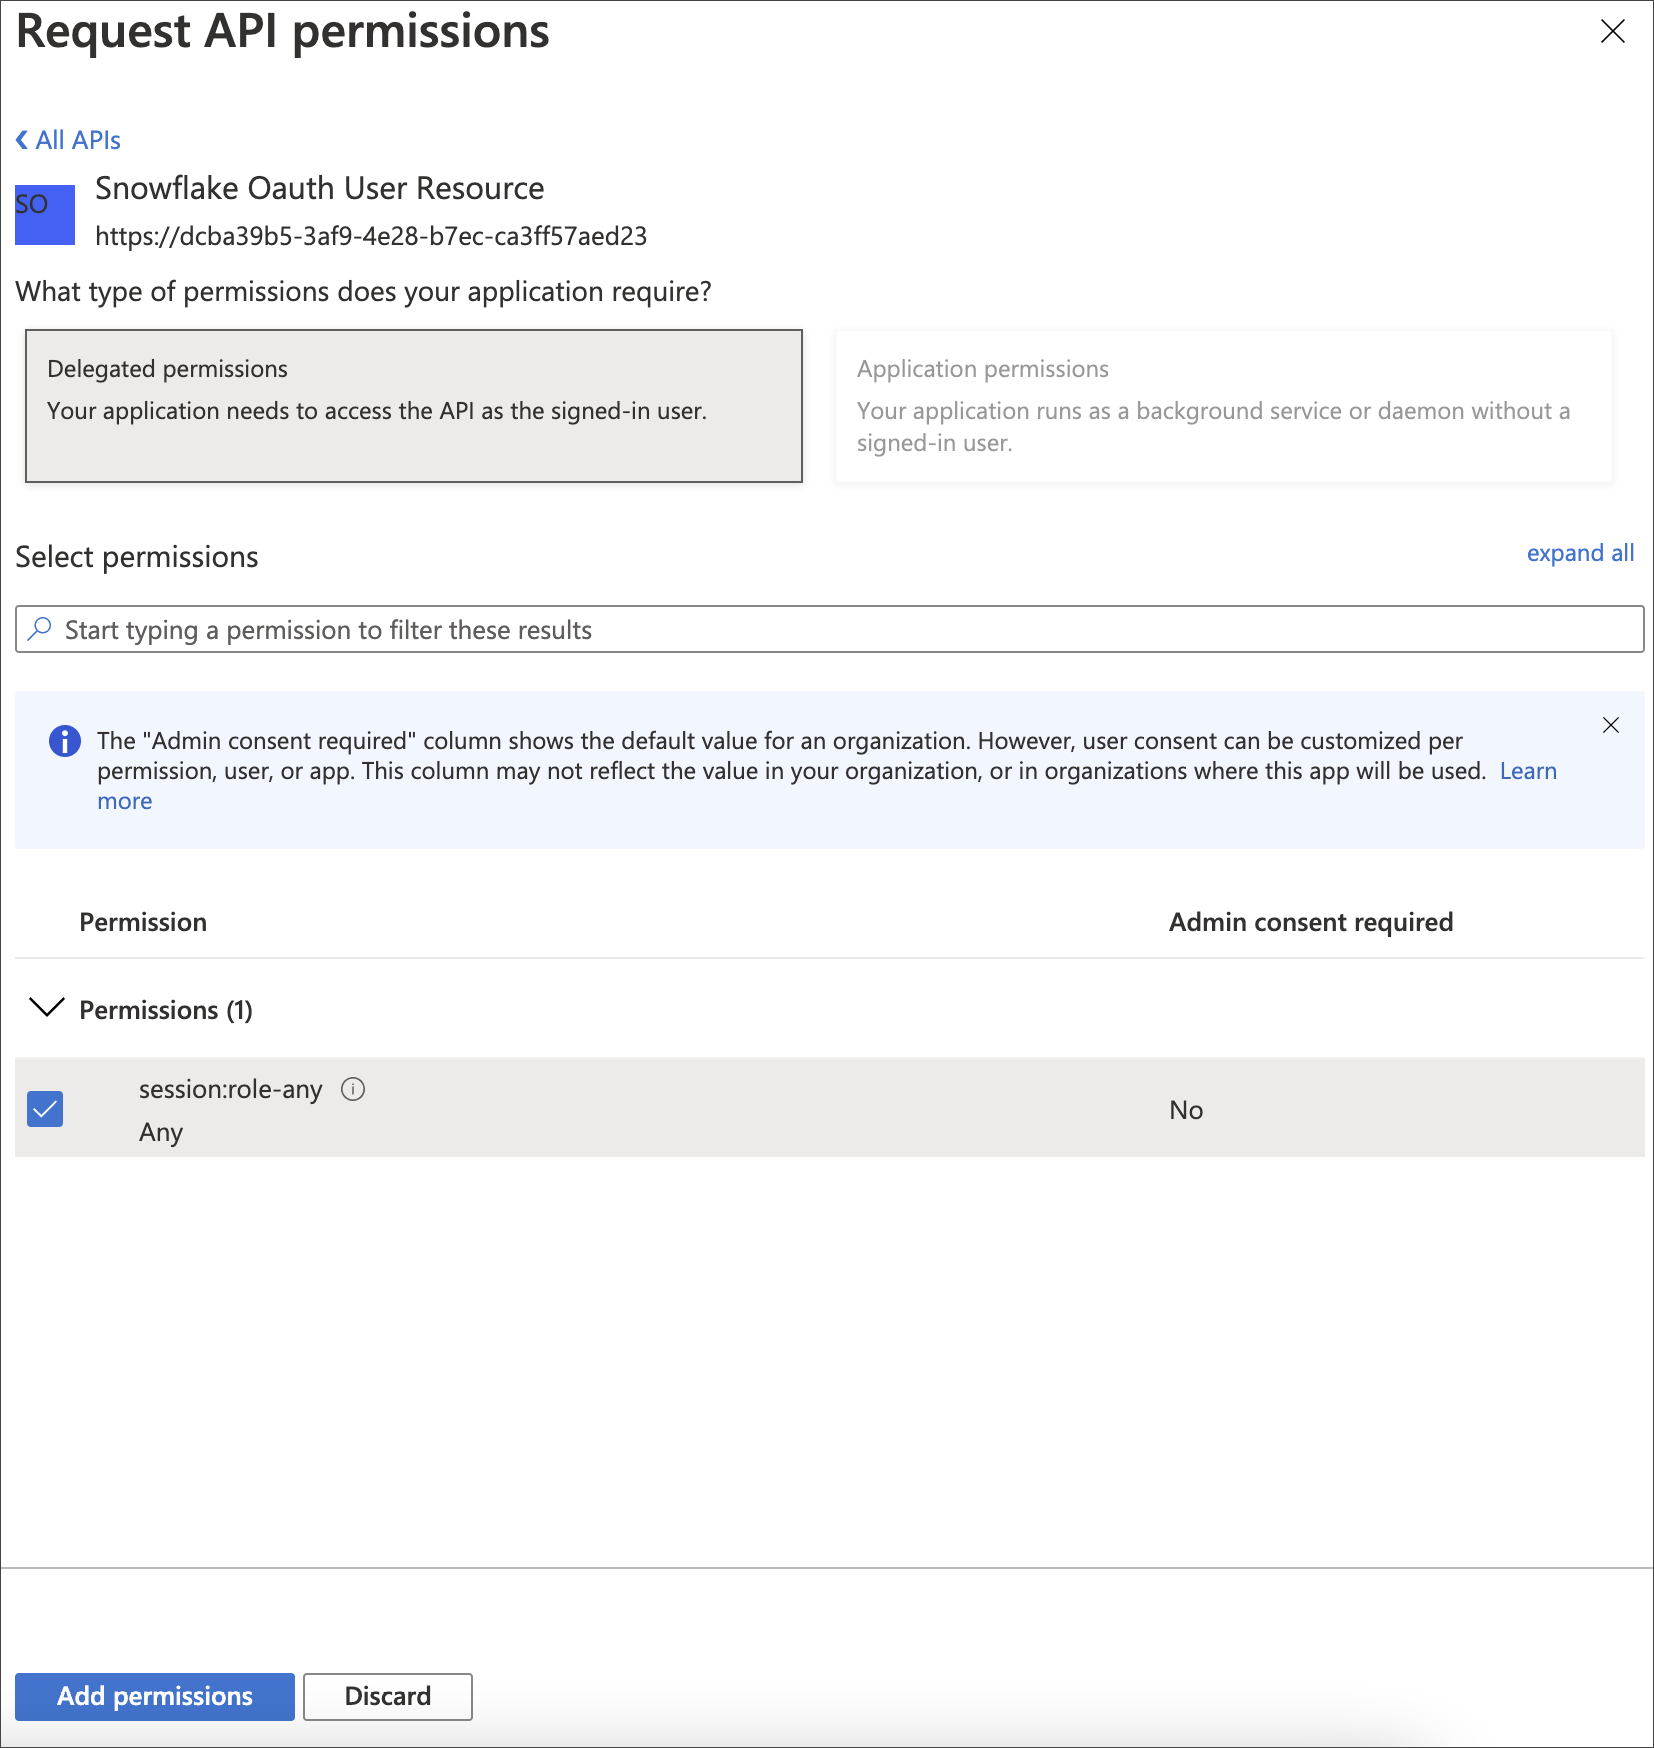 Request API permissions
All APIs
SO
Snowflake Oauth User Resource
https://dcba39b5-3af9-4e28-b7ec-ca3ff57aed23
What type of permissions does your application require?
Delegated permissions
Your application needs to access the API as the signed-in user.
Application permissions
Your application runs as a background service or daemon without a
signed-in user.
Select permissions
expand all
Start typing a permission to filter these results
The "Admin consent required" column shows the default value for an organization. However, user consent can be customized per
permission, user, or app. This column may not reflect the value in your organization, or in organizations where this app will be used. Learn
more
Permission
Admin consent required
Permissions (1)
session:role-any
Any
No
Add permissions
Discard